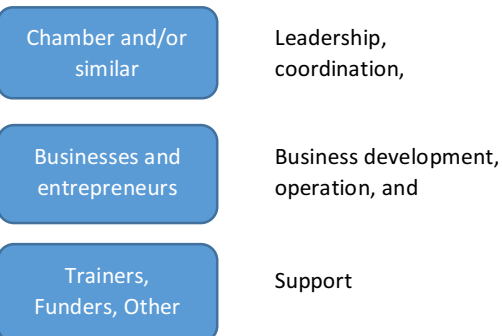 Chamber and/or
similar
Leadership,
coordination,
Businesses and
entrepreneurs
Business development,
operation, and
Trainers,
Funders, Other
Support